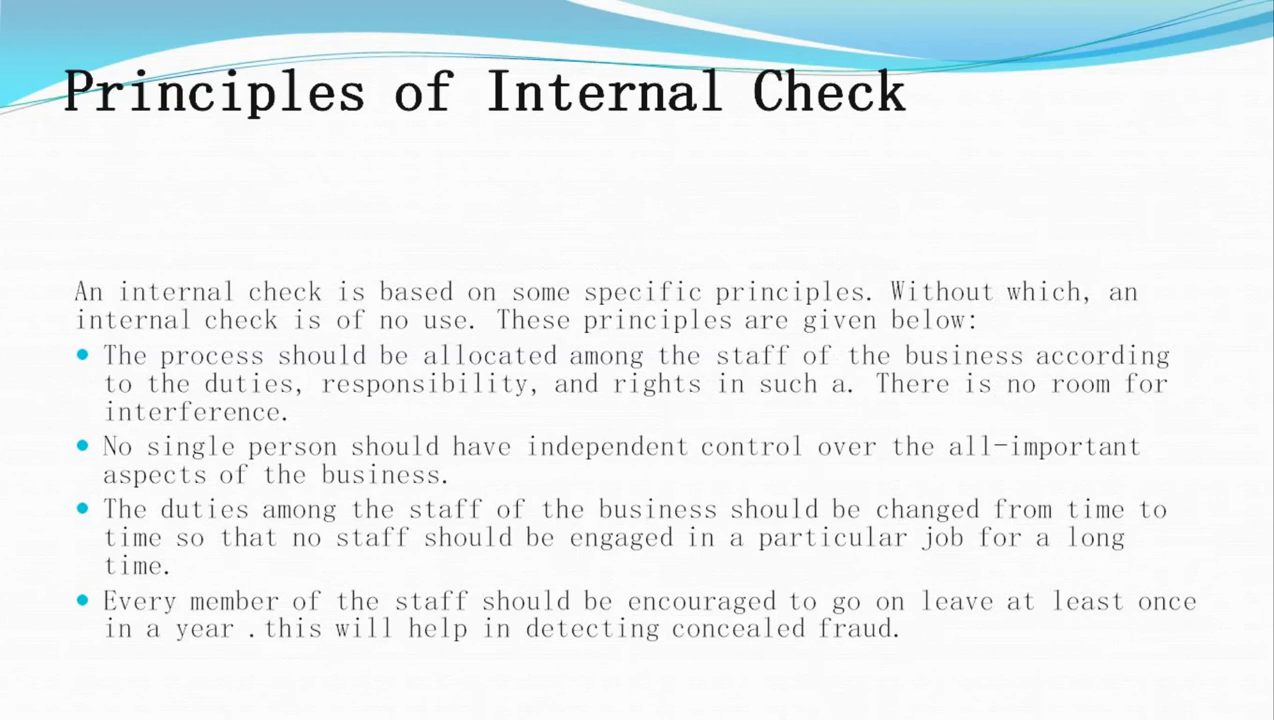 Principles of Internal Check
An internal check is based on some specific principles. Without which, an
internal check is of no use. These principles are given below:
• The process should be allocated among the staff of the business according
to the duties, responsibility, and rights in such a. There is no room for
interference.
• No single person should have independent control over the all-important
aspects of the business.
• The duties among the staff of the business should be changed from time to
time so that no staff should be engaged in a particular job for a long
time.
• Every member of the staff should be encouraged to go on leave at least once
in a year .this will help in detecting concealed fraud.